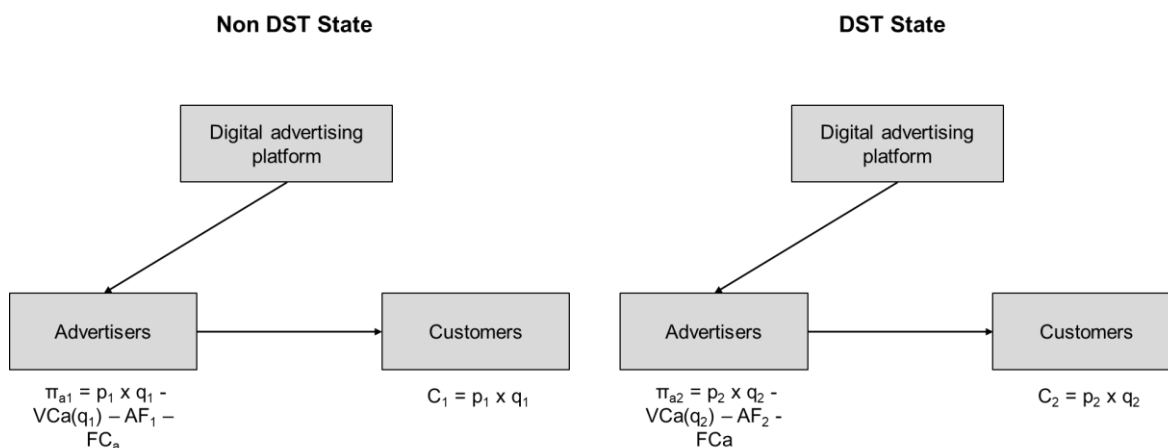 Non DST State
DST State
Digital advertising
platform
Digital advertising
platform
Advertisers
Customers
Advertisers
Customers
πₐ₁ = p₁ x q₁ -
VCa(q₁) – AF₁ –
FCₐ
C₁ = p₁ x q₁
πₐ₂ = p₂ x q₂ -
VCa(q₂) – AF₂ -
FCa
C₂ = p₂ x q₂